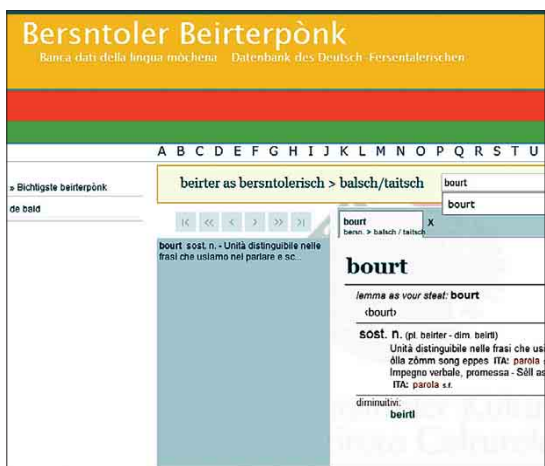 Bersntoler Beirterpònk
Banca dati della lingua mòchena Datenbank des Deutsch-Fersentalerischen
A B C D E F G H I J K L M N O P Q R S T U
» Bichtigste beirterpònk
de bald
beirter as bersntolerisch > balsch/taitsch
bourt
bourt
bourt X
bersn. > balsch / taitsch
bourt sost. n. - Unità distinguibile nelle
frasi che usiamo nel parlare e sc...
bourt
lemma as vour steat: bourt
‹bourt›
sost. n. (pl. beirter - dim. beirtl)
Unità distinguibile nelle frasi che usi
òlla zòmm song eppes ITA: parola
Impegno verbale, promessa - Sèll as
ITA: parola s.f.
diminutivi:
beirtl